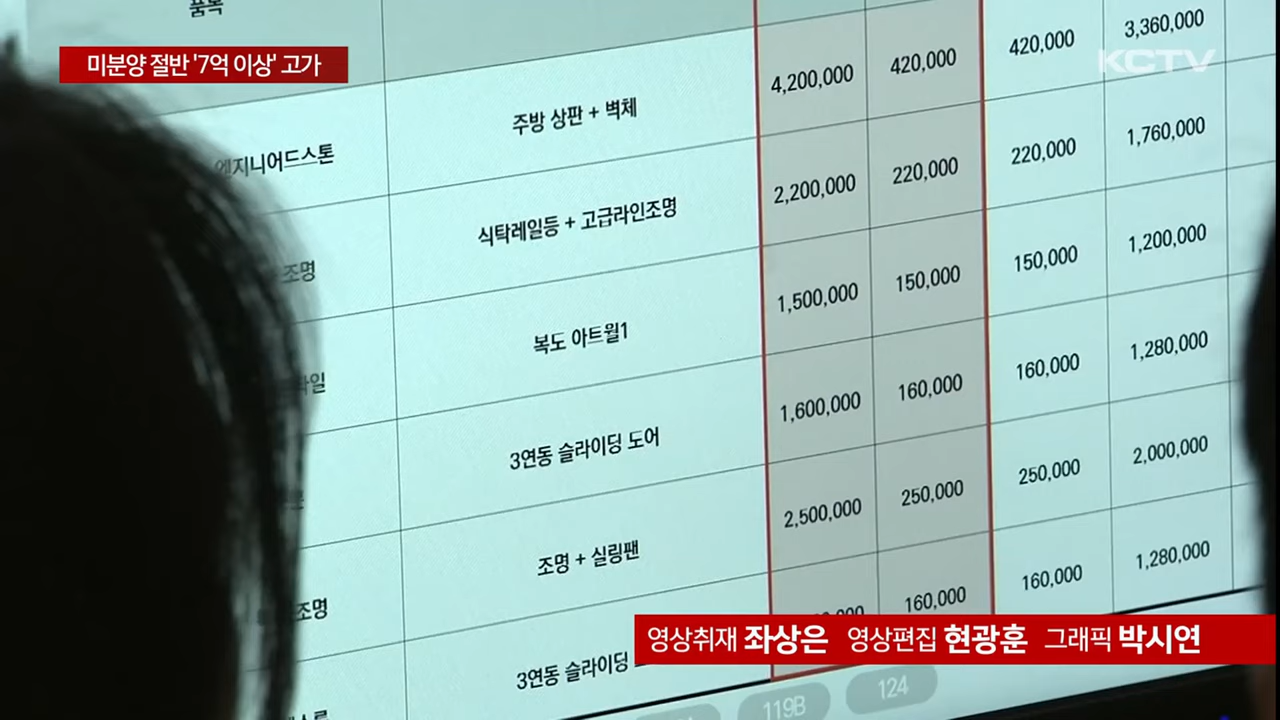 품목
미분양 절반 '7억 이상' 고가
KCTV
엔지니어드스톤
주방 상판 + 벽체
4,200,000
420,000
420,000
3,360,000
조명
식탁레일등 + 고급라인조명
2,200,000
220,000
220,000
1,760,000
복도 아트월1
1,500,000
150,000
150,000
1,200,000
3연동 슬라이딩 도어
1,600,000
160,000
160,000
1,280,000
조명
조명 + 실링팬
2,500,000
250,000
250,000
2,000,000
3연동 슬라이딩
160,000
160,000
1,280,000
영상취재 좌상은 영상편집 현광훈 그래픽 박시연
119B
124